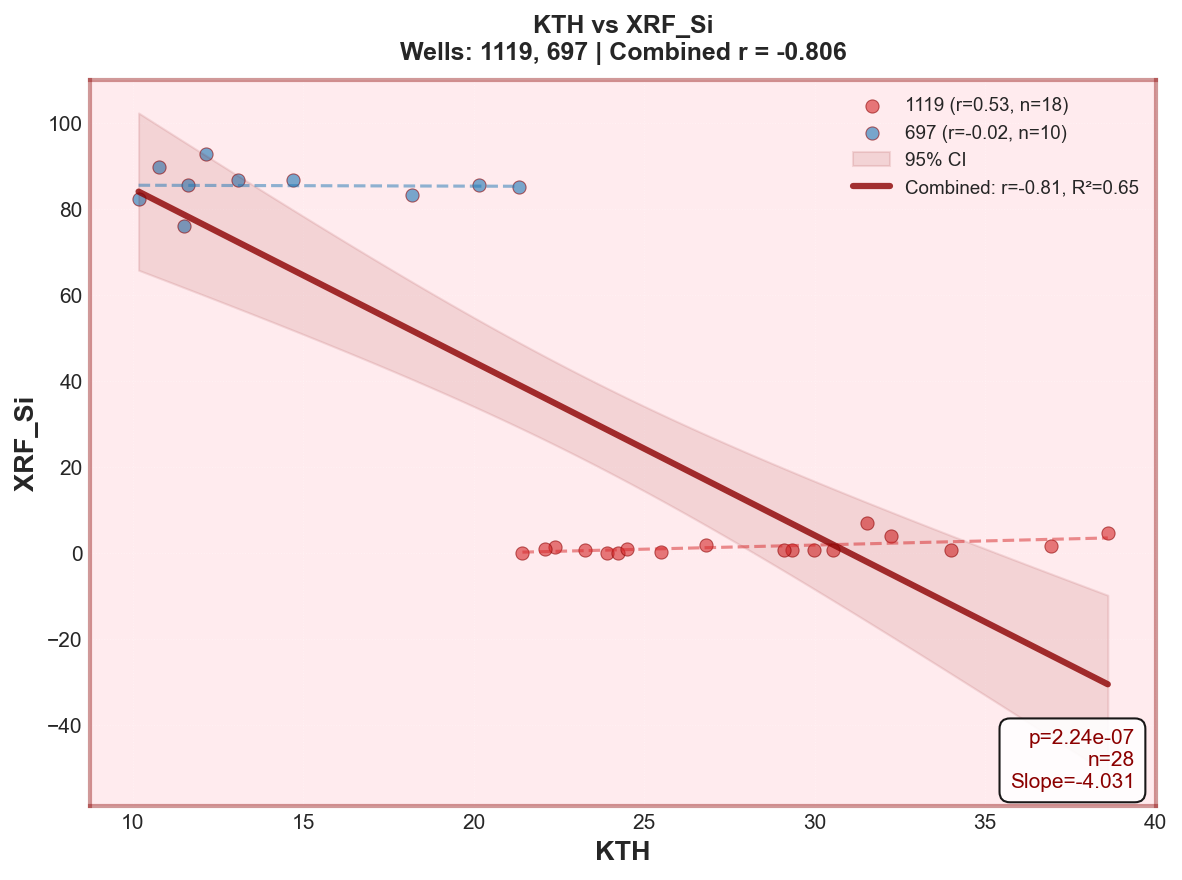 KTH vs XRF_Si
Wells: 1119, 697 | Combined r = -0.806
1119 (r=0.53, n=18)
697 (r=-0.02, n=10)
95% CI
Combined: r=-0.81, R²=0.65
XRF_Si
100
80
60
40
20
0
−20
−40
p=2.24e-07
n=28
Slope=-4.031
10 15 20 25 30 35 40
KTH